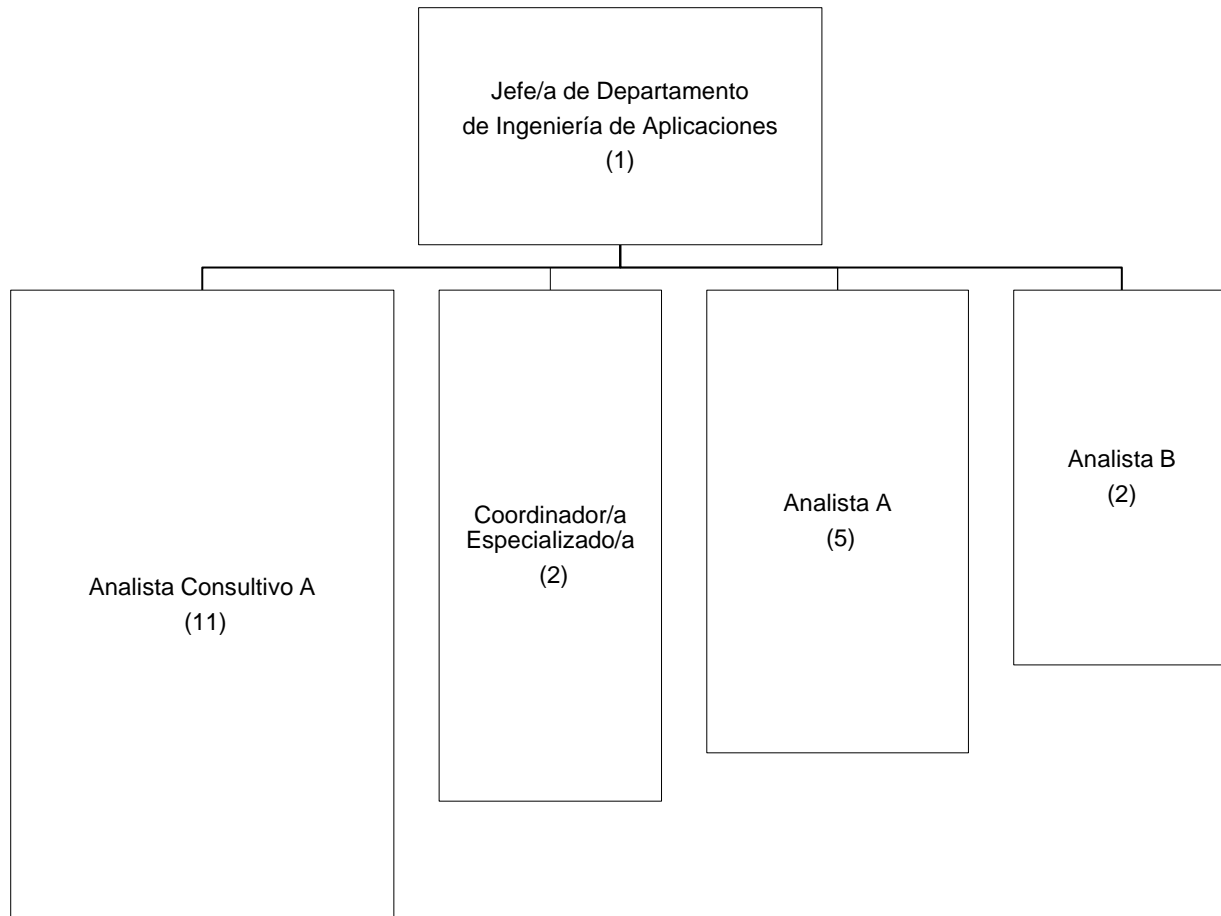 Jefe/a de Departamento
de Ingeniería de Aplicaciones
(1)
Analista Consultivo A
(11)
Coordinador/a
Especializado/a
(2)
Analista A
(5)
Analista B
(2)